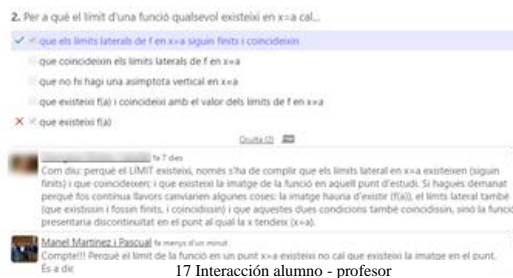 2. Per a què el límit d'una funció qualsevol existeixi en x=a cal...
que els límits laterals de f en x=a siguin finits i coincideixin
que coincideixin els límits laterals de f en x=a
que no hi hagi una asimptota vertical en x=a
que existeixi f(a) i coincideixi amb el valor dels límits de f en x=a
que existeixi f(a)
Oculta (2)
fa 7 dies
Com diu: perquè el LÍMIT existeixi, només s'ha de complir que els límits lateral en x=a existeixen (siguin
finits) i que coincideixen; i que existeixi la imatge de la funció en aquell punt d'estudi. Si hagués demanat
perquè fos continua llavors canviarien algunes coses: la imatge hauria d'existir (f(a)), el límits lateral també
(que existissin i fossin finits, i coincidissin) i que aquestes dues condicions també coincidissin, sinó la funció
presentaria discontinuïtat en el punt al qual la x tendeix (x=a).
Manel Martinez i Pascual fa menys d'un minut
Compte!!! Perquè el límit de la funció en un punt x=a existeixi no cal que existeixi la imatge en el punt.
És a dir
17 Interacción alumno - profesor